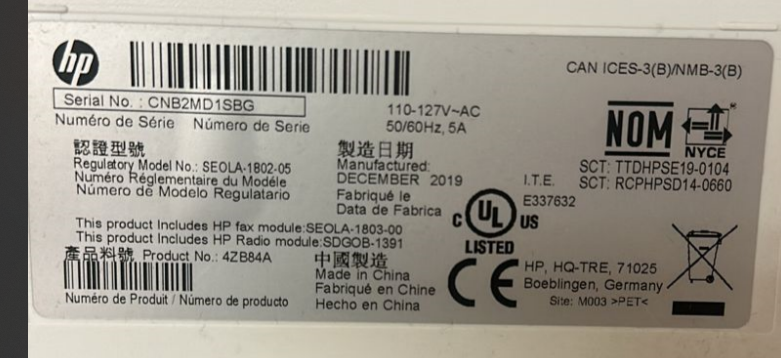 hp
CAN ICES-3(B)/NMB-3(B)
Serial No. : CNB2MD1SBG
Numéro de Série Número de Serie
110-127V~AC
50/60Hz, 5A
NOM
NYCE
SCT: TTDHPSE19-0104
SCT: RCPHPSD14-0660
認證型號
Regulatory Model No.: SEOLA-1802-05
Numéro Réglementaire du Modéle
Número de Modelo Regulatario
製造日期
Manufactured:
DECEMBER 2019
Fabriqué le
Data de Fabrica
I.T.E.
E337632
C UL US
LISTED
This product Includes HP fax module:SEOLA-1803-00
This product Includes HP Radio module:SDGOB-1391
產品料號 Product No.: 4ZB84A
Numéro de Produit / Número de producto
中國製造
Made in China
Fabriqué en Chine
Hecho en China
CE
HP, HQ-TRE, 71025
Boeblingen, Germany
Site: M003 >PET<